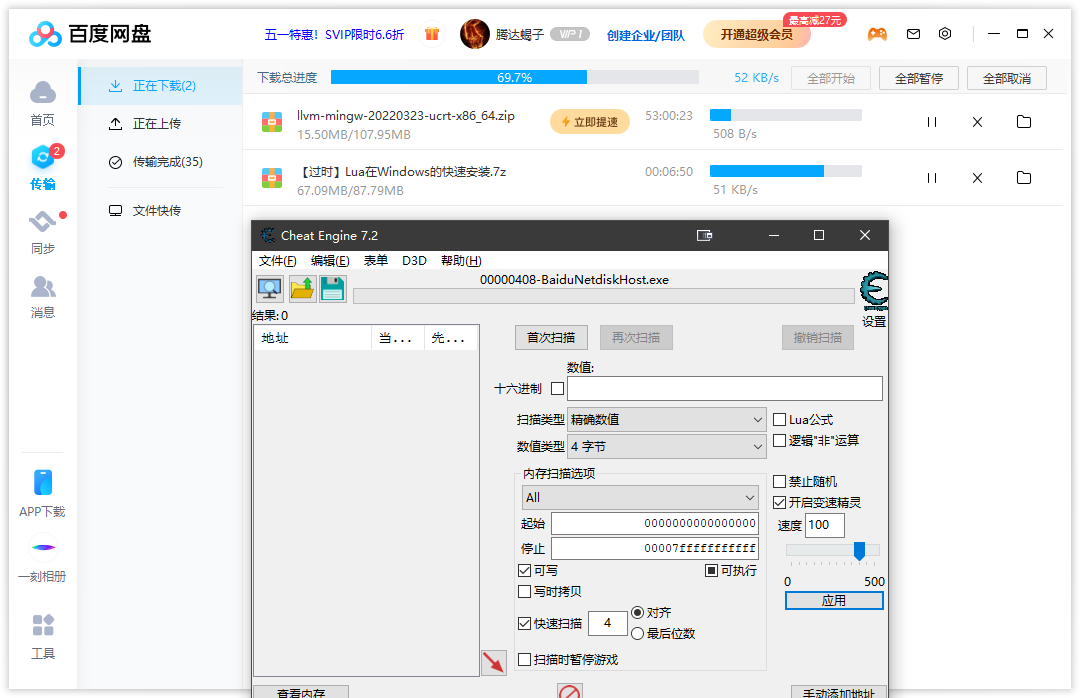 百度网盘
五一特惠！SVIP限时6.6折
腾达蝎子
VIP 1
创建企业/团队
开通超级会员
最高减27元
首页
2
传输
同步
消息
APP下载
一刻相册
工具
正在下载(2)
正在上传
传输完成(35)
文件快传
下载总进度
69.7%
52 KB/s
全部开始
全部暂停
全部取消
llvm-mingw-20220323-ucrt-x86_64.zip
15.50MB/107.95MB
立即提速
53:00:23
508 B/s
【过时】Lua在Windows的快速安装.7z
67.09MB/87.79MB
00:06:50
51 KB/s
Cheat Engine 7.2
文件(F) 编辑(E) 表单 D3D 帮助(H)
00000408-BaiduNetdiskHost.exe
设置
结果: 0
地址 当... 先...
首次扫描 再次扫描 撤销扫描
数值:
十六进制
扫描类型 精确数值
Lua公式
数值类型 4 字节
逻辑"非"运算
内存扫描选项
All
起始 0000000000000000
停止 00007fffffffffff
可写
可执行
写时拷贝
快速扫描 4
对齐
最后位数
扫描时暂停游戏
禁止随机
开启变速精灵
速度 100
0 500
应用
查看内存
手动添加地址